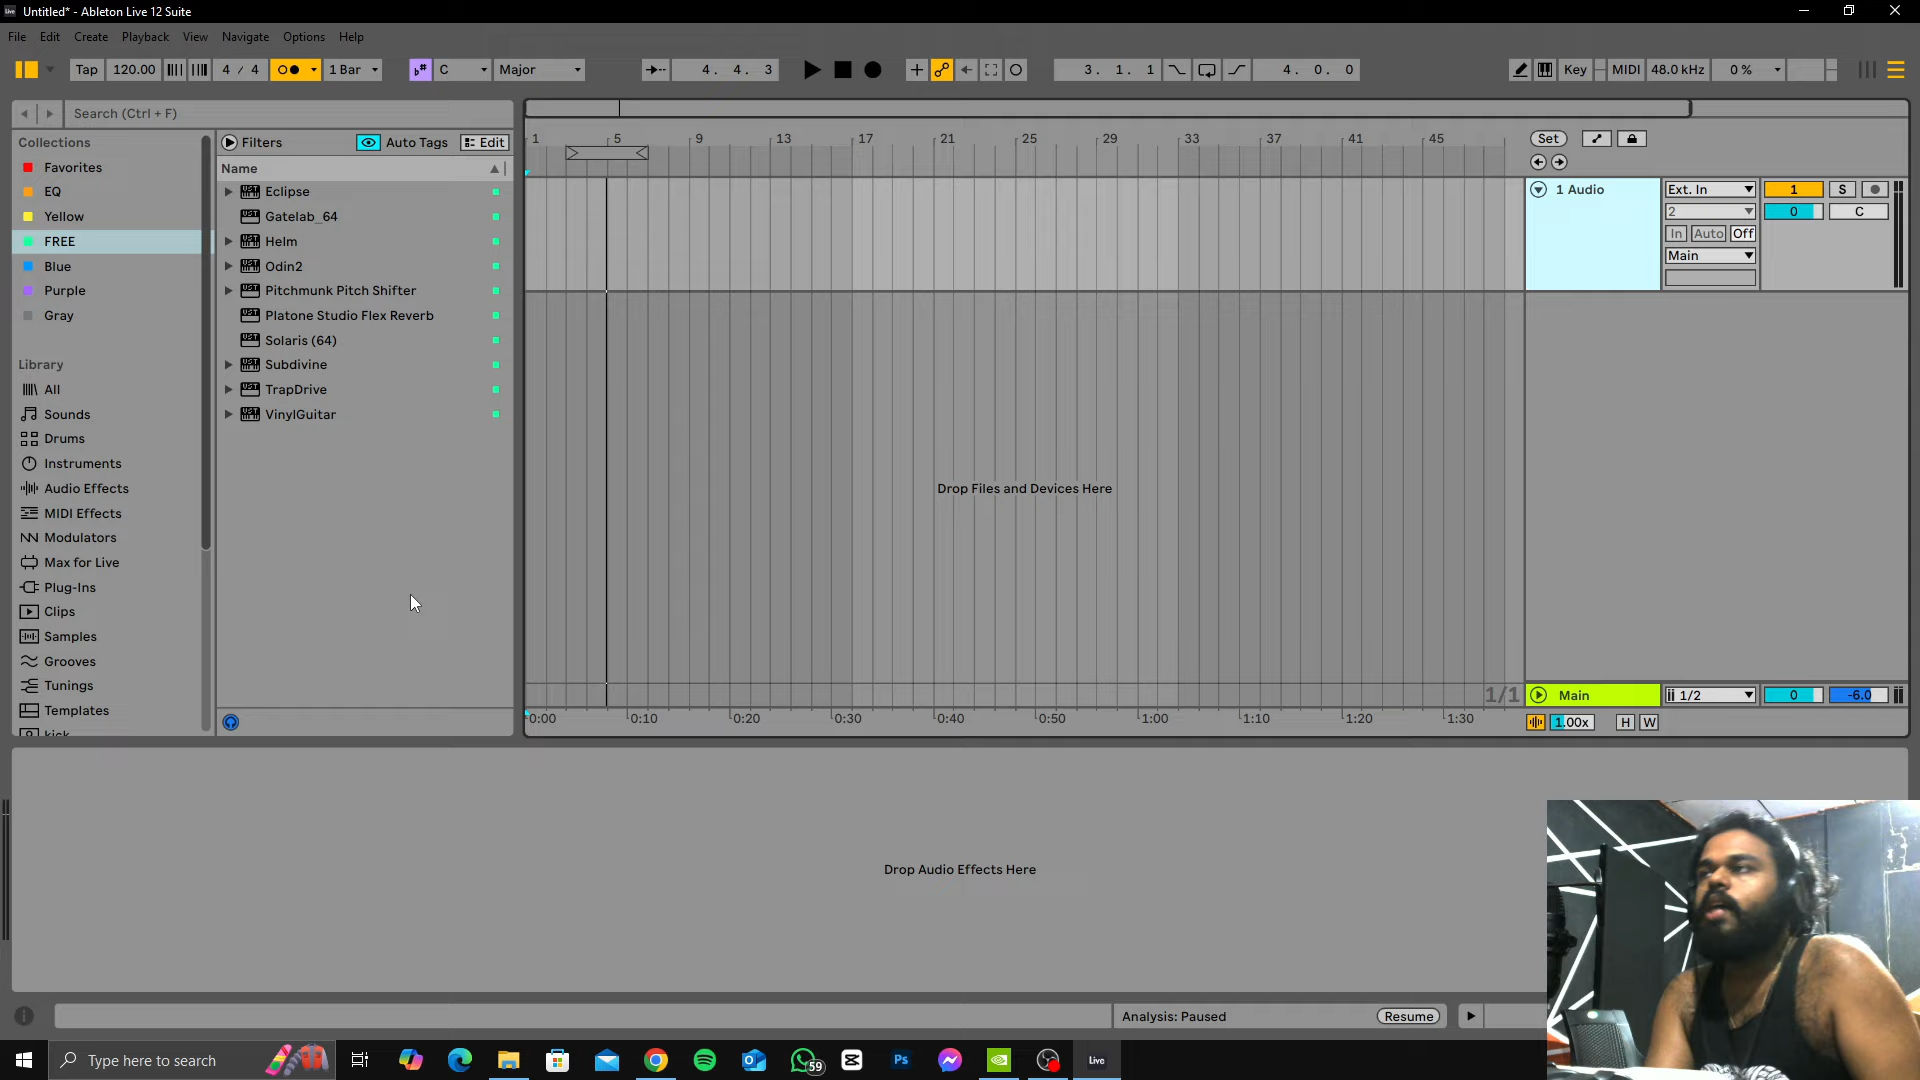 Untitled* - Ableton Live 12 Suite
File Edit Create Playback View Navigate Options Help
Tap 120.00 4 / 4 1 Bar C Major 4. 4. 3 3. 1. 1 4. 0. 0 Key MIDI 48.0 kHz 0 %
Search (Ctrl + F)
Collections
Favorites
EQ
Yellow
FREE
Blue
Purple
Gray
Library
All
Sounds
Drums
Instruments
Audio Effects
MIDI Effects
Modulators
Max for Live
Plug-Ins
Clips
Samples
Grooves
Tunings
Templates
kick
Filters Auto Tags Edit
Name
Eclipse
Gatelab_64
Helm
Odin2
Pitchmunk Pitch Shifter
Platone Studio Flex Reverb
Solaris (64)
Subdivine
TrapDrive
VinylGuitar
1 5 9 13 17 21 25 29 33 37 41 45
Set
1 Audio Ext. In 1 S
2 0 C
In Auto Off
Main
Drop Files and Devices Here
1/1 Main 1/2 0 -6.0
0:00 0:10 0:20 0:30 0:40 0:50 1:00 1:10 1:20 1:30
1.00x H W
Drop Audio Effects Here
Analysis: Paused Resume
Type here to search
59
Ps
Live